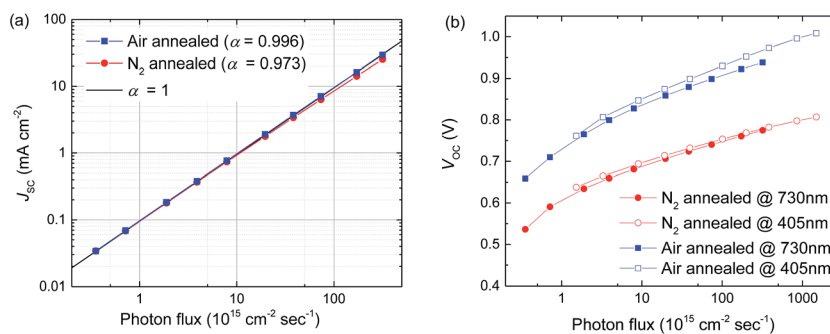 (a)
100
10
1
0.1
0.01
J_sc (mA cm⁻²)
Air annealed (α = 0.996)
N₂ annealed (α = 0.973)
α = 1
1
10
100
Photon flux (10¹⁵ cm⁻² sec⁻¹)
(b)
1.0
0.9
0.8
0.7
0.6
0.5
0.4
V_OC (V)
N₂ annealed @ 730nm
N₂ annealed @ 405nm
Air annealed @ 730nm
Air annealed @ 405nm
1
10
100
1000
Photon flux (10¹⁵ cm⁻² sec⁻¹)